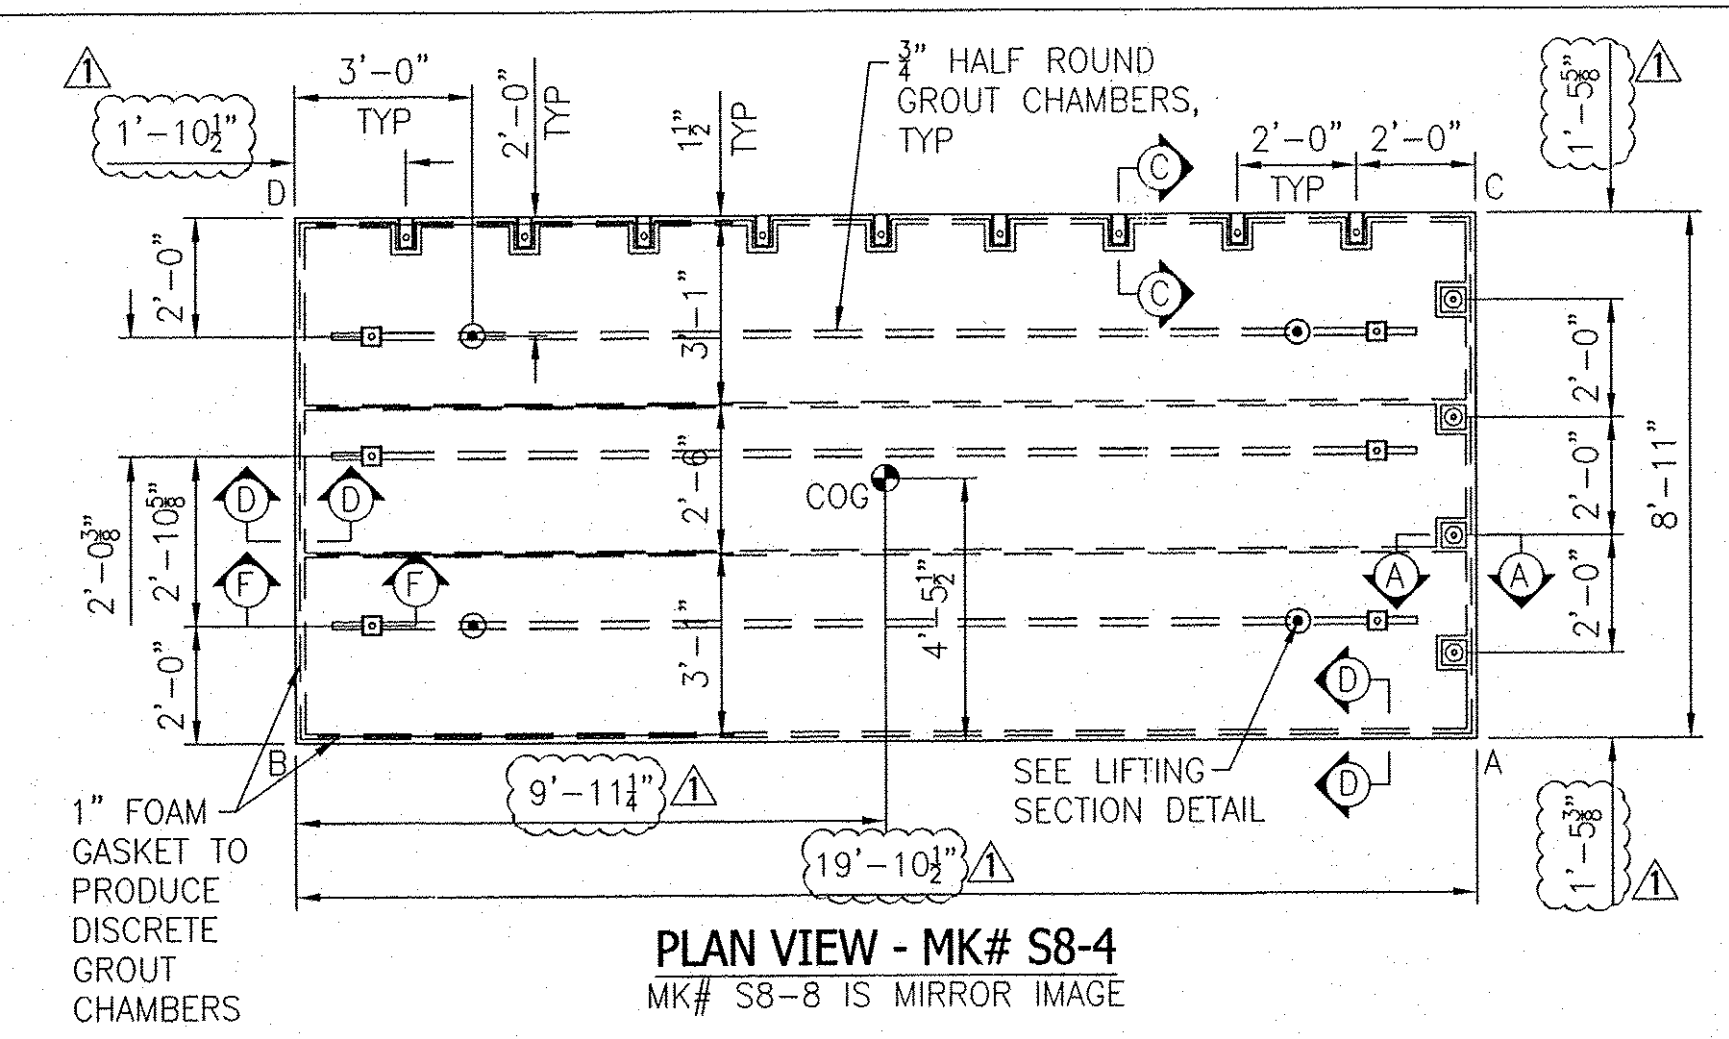 1
3'-0"
TYP
1'-10½"
2'-0"
TYP
1½"
TYP
¾" HALF ROUND
GROUT CHAMBERS,
TYP
C
2'-0"
TYP
2'-0"
1'-5⅝"
1
D
C
2'-0"
3'-1"
C
2'-0"
2'-0⅜"
2'-10⅝"
D
D
2'-6"
COG
2'-0"
8'-11"
F
F
4'-5½"
A
A
2'-0"
2'-0"
3'-1"
D
B
A
D
9'-11¼"
1
SEE LIFTING
SECTION DETAIL
1" FOAM
GASKET TO
PRODUCE
DISCRETE
GROUT
CHAMBERS
19'-10½"
1
1'-5⅜"
1
PLAN VIEW - MK# S8-4
MK# S8-8 IS MIRROR IMAGE